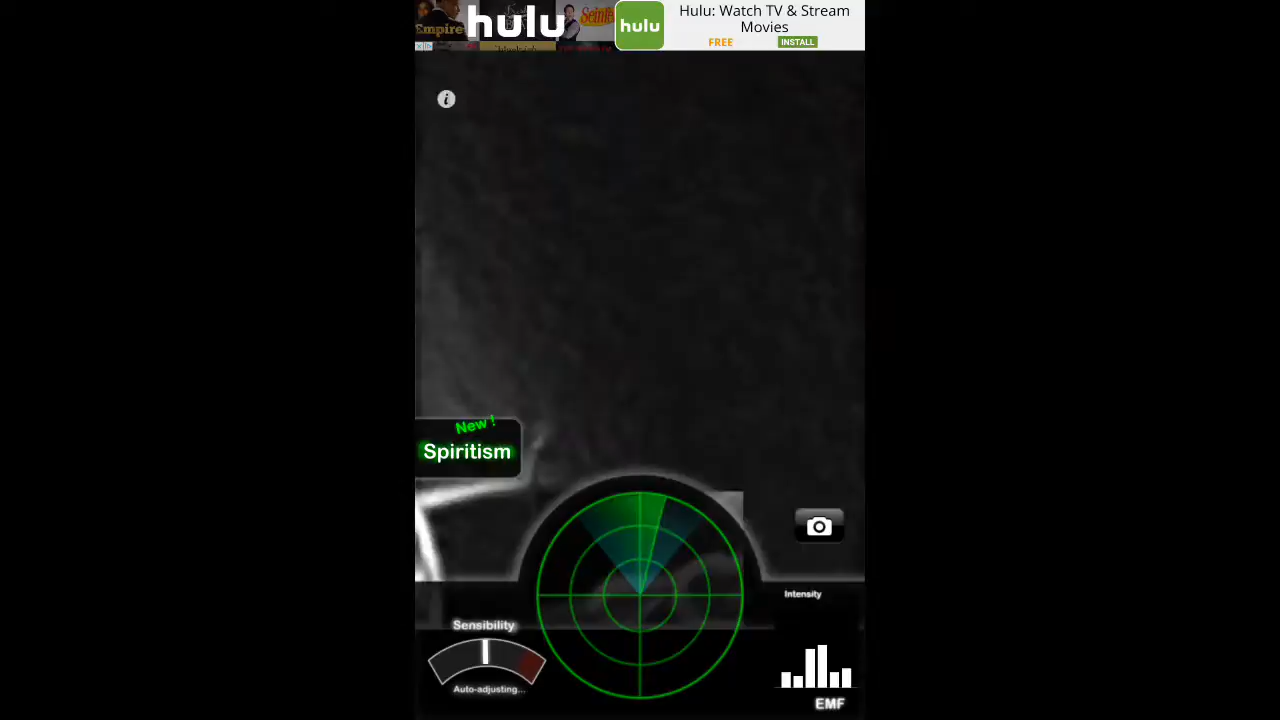 Empire
hulu
Seinfeld
hulu
Hulu: Watch TV & Stream
Movies
FREE
INSTALL
i
New !
Spiritism
Intensity
Sensibility
Auto-adjusting...
EMF